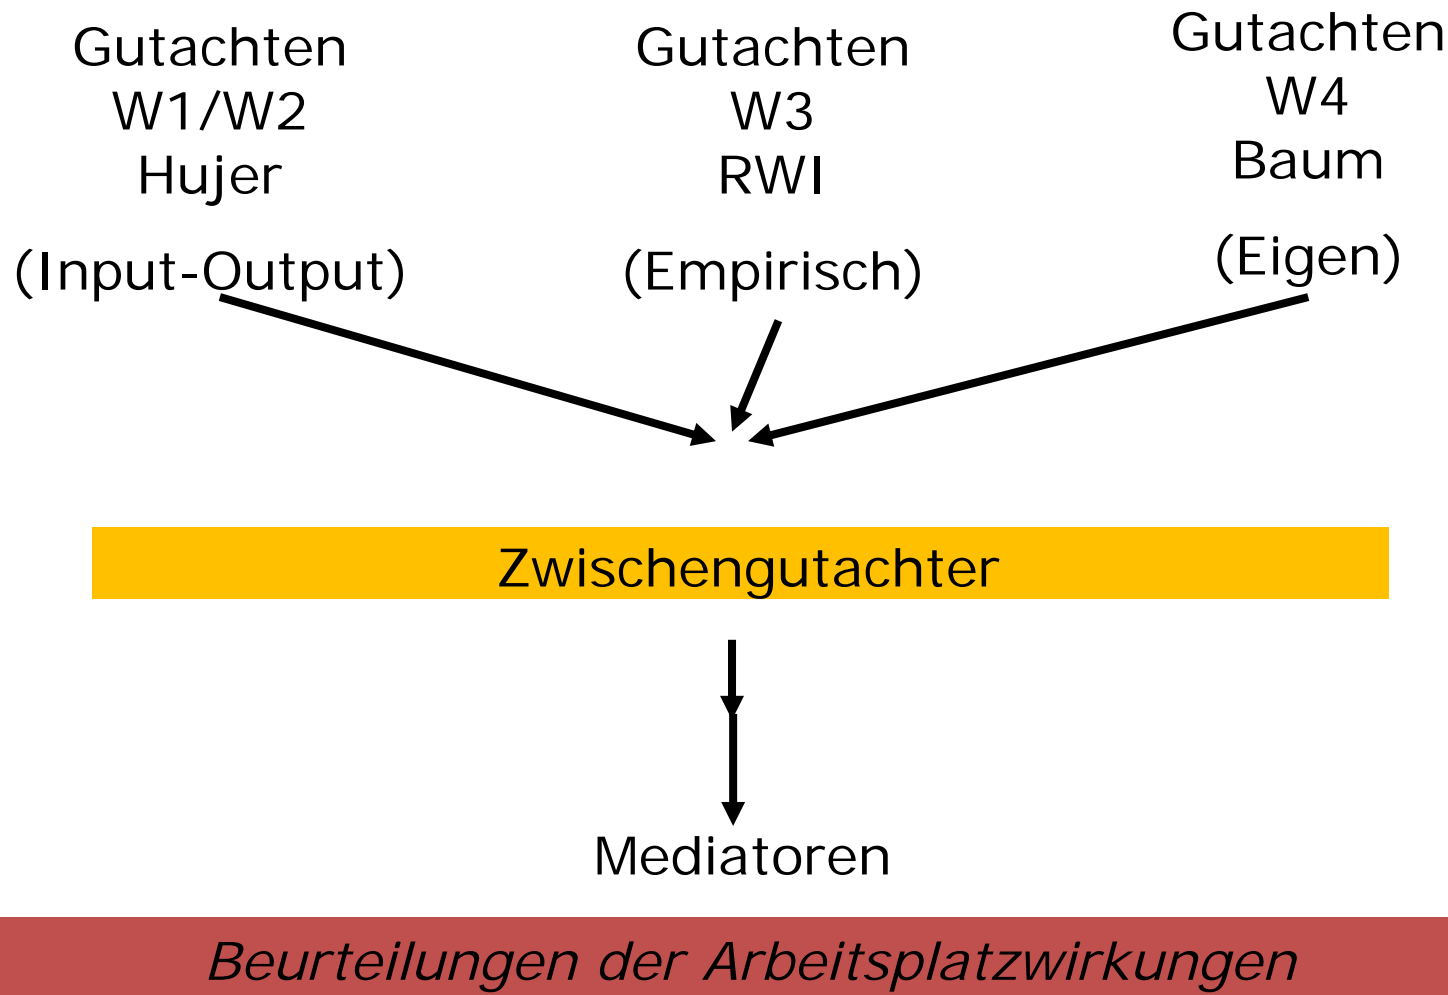 Gutachten
W1/W2
Hujer
(Input-Output)
Gutachten
W3
RWI
(Empirisch)
Gutachten
W4
Baum
(Eigen)
Zwischengutachter
Mediatoren
Beurteilungen der Arbeitsplatzwirkungen